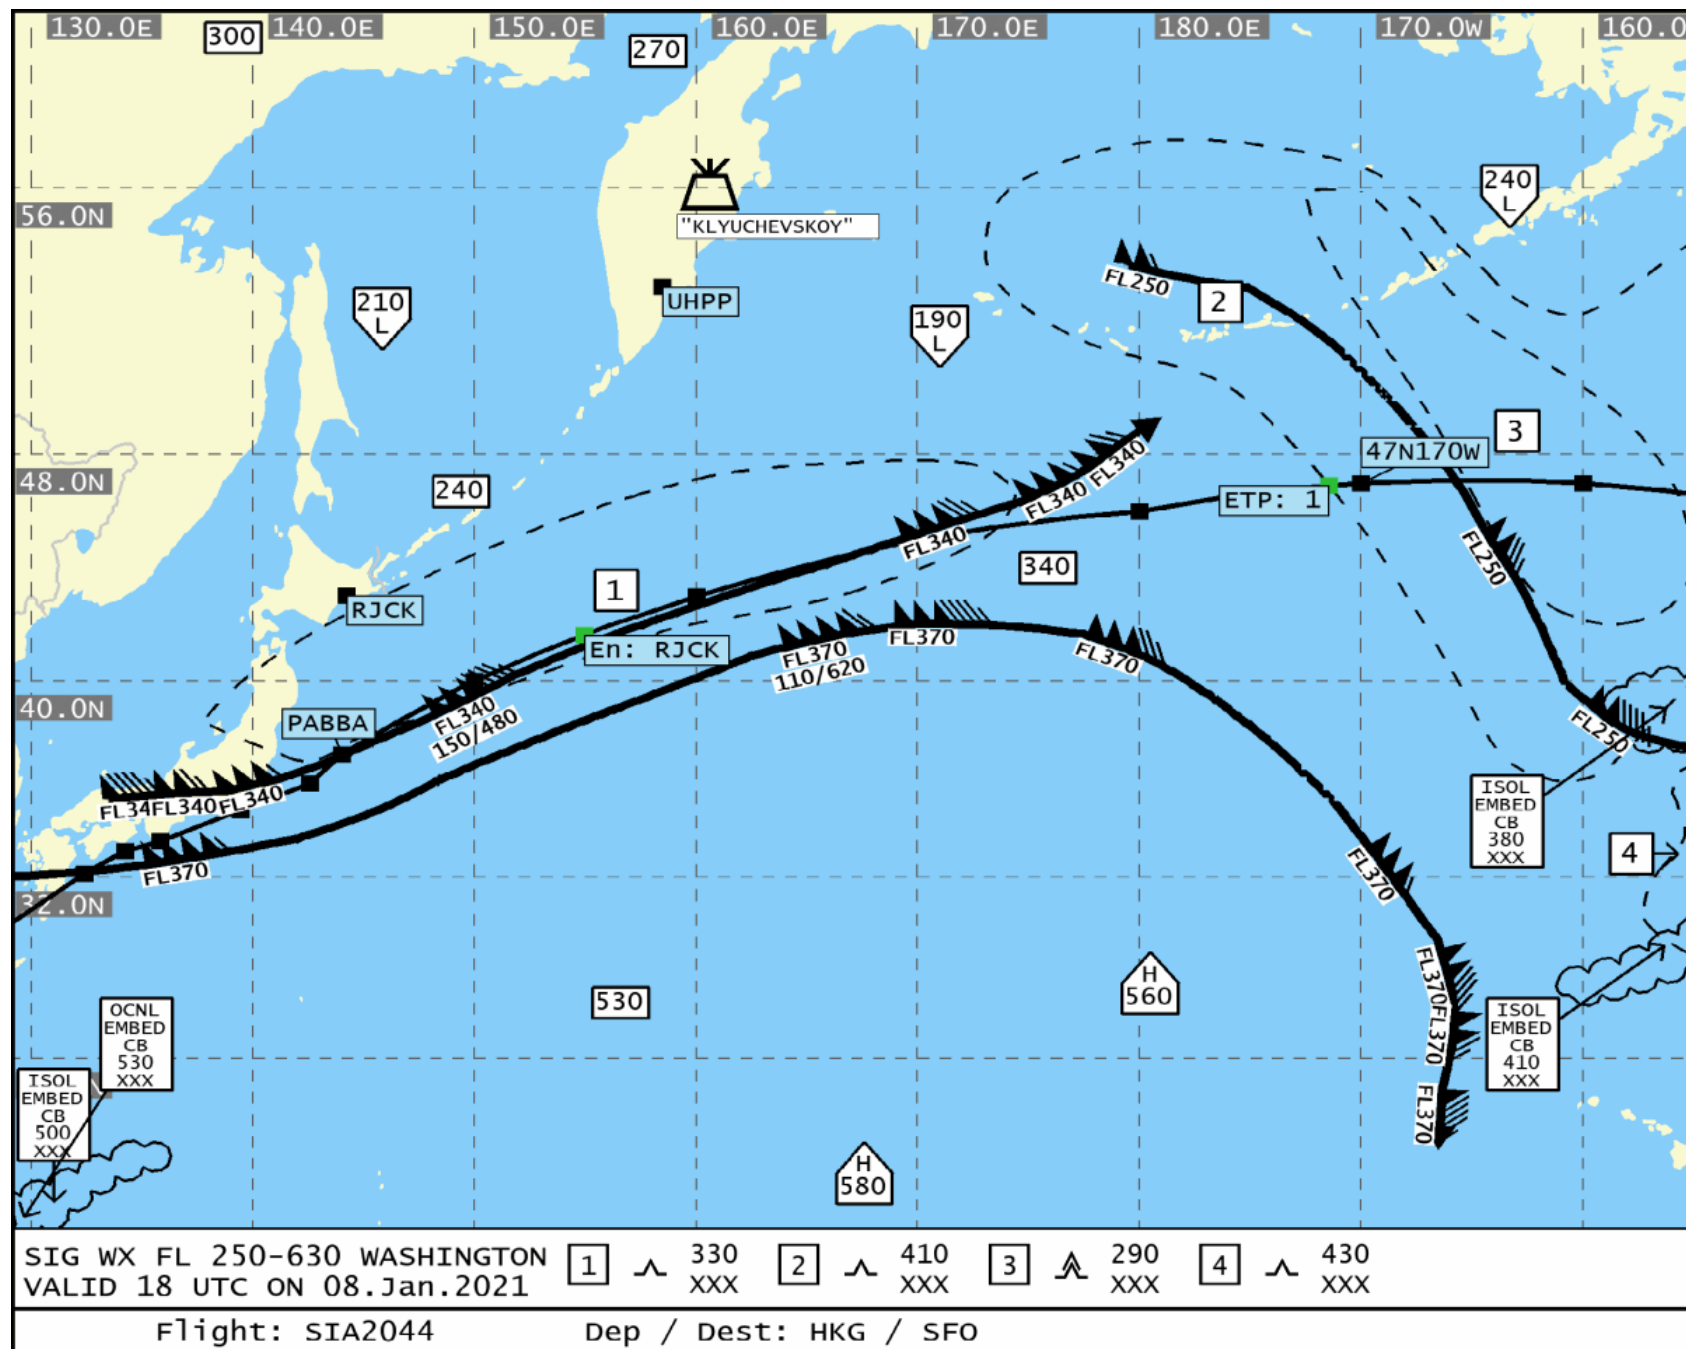 130.0E
300
140.0E
150.0E
270
160.0E
170.0E
180.0E
170.0W
160.0
56.0N
"KLYUCHEVSKOY"
240
L
FL250
2
210
L
UHPP
190
L
3
47N170W
48.0N
240
FL340
FL340
ETP: 1
FL340
FL250
340
1
RJCK
En: RJCK
FL370
110/620
FL370
FL370
40.0N
PABBA
FL340
150/480
FL250
ISOL
EMBED
CB
380
XXX
FL34
FL340
FL340
4
FL370
FL370
32.0N
FL370
FL370
H
560
530
OCNL
EMBED
CB
530
XXX
ISOL
EMBED
CB
410
XXX
ISOL
EMBED
CB
500
XXX
FL370
H
580
SIG WX FL 250-630 WASHINGTON
VALID 18 UTC ON 08.Jan.2021
1 330
XXX
2 410
XXX
3 290
XXX
4 430
XXX
Flight: SIA2044 Dep / Dest: HKG / SFO